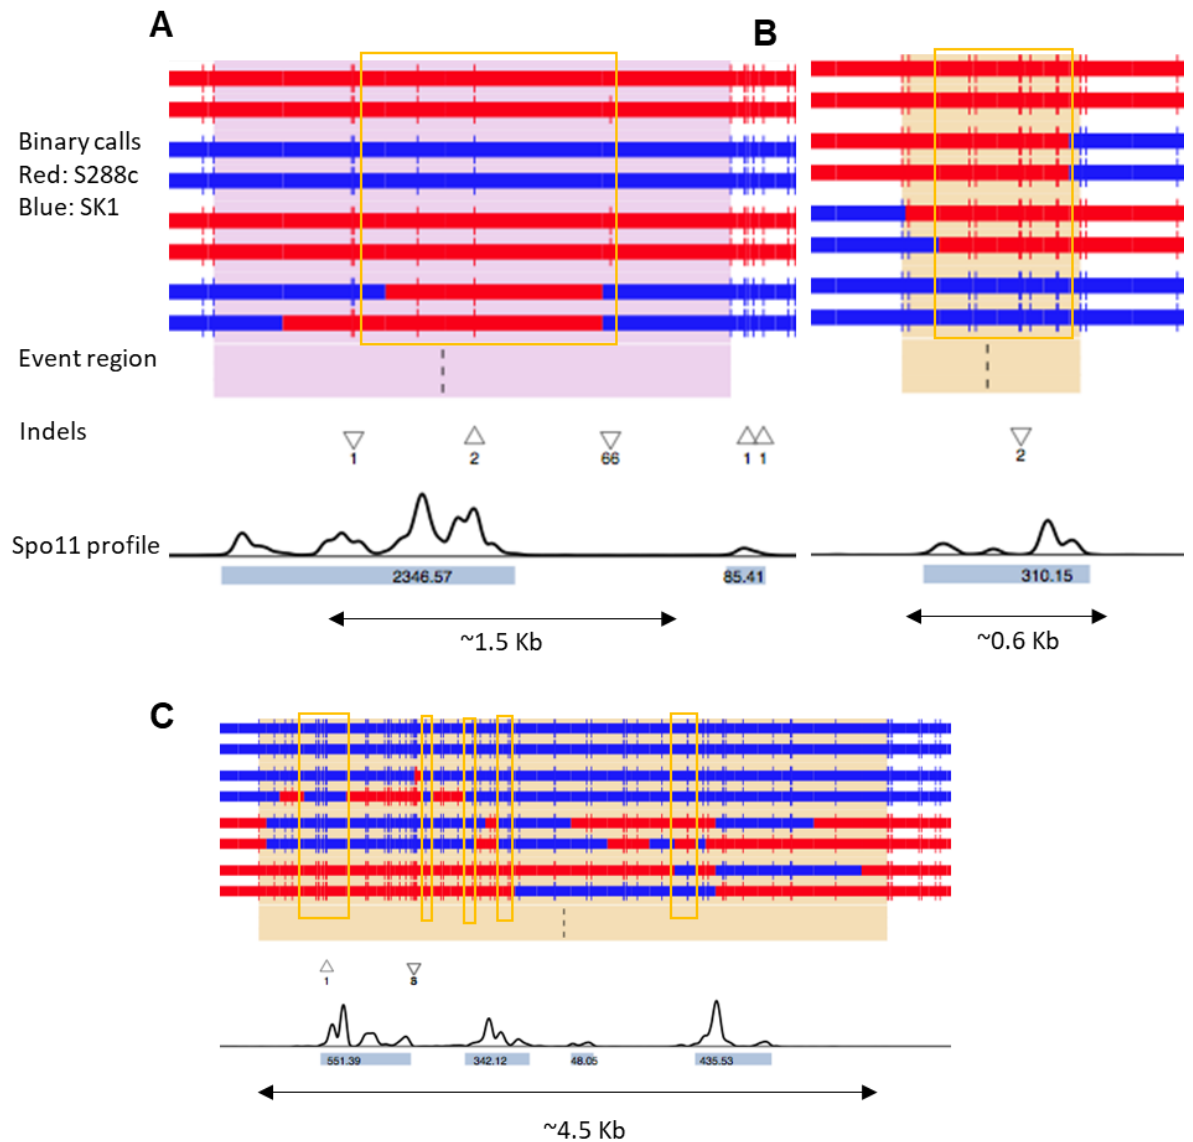 A
B
Binary calls
Red: S288c
Blue: SK1
Event region
Indels
1
2
66
1 1
2
Spo11 profile
2346.57
85.41
310.15
~1.5 Kb
~0.6 Kb
C
1
551.39
342.12
48.05
435.53
~4.5 Kb